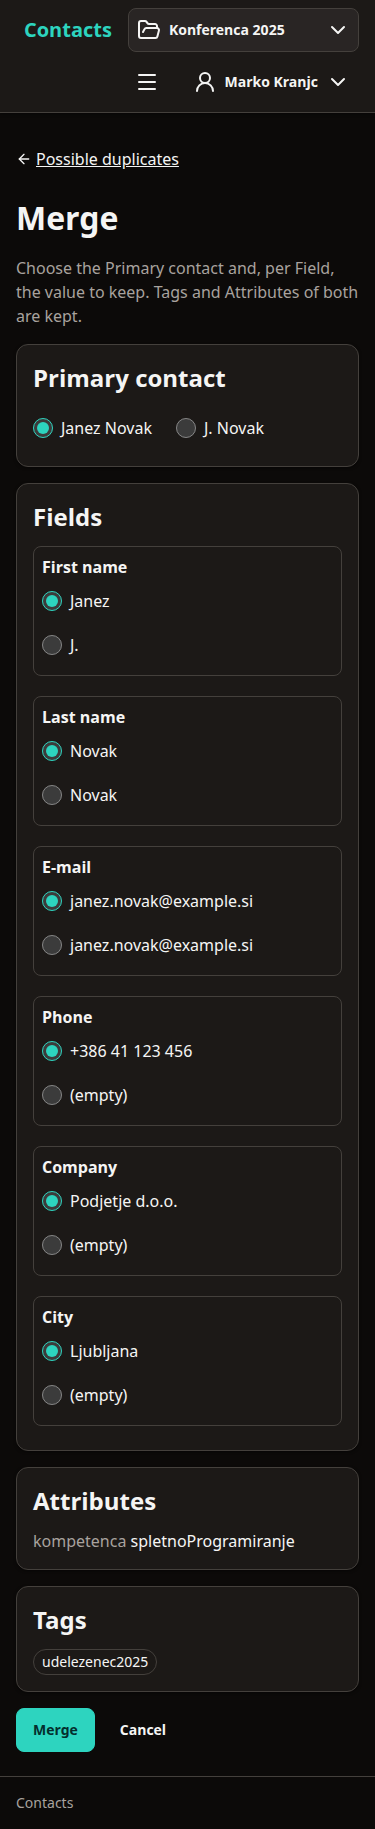 Contacts
Konferenca 2025
Marko Kranjc
← Possible duplicates
Merge
Choose the Primary contact and, per Field,
the value to keep. Tags and Attributes of both
are kept.
Primary contact
Janez Novak
J. Novak
Fields
First name
Janez
J.
Last name
Novak
Novak
E-mail
janez.novak@example.si
janez.novak@example.si
Phone
+386 41 123 456
(empty)
Company
Podjetje d.o.o.
(empty)
City
Ljubljana
(empty)
Attributes
kompetenca spletnoProgramiranje
Tags
udelezenec2025
Merge
Cancel
Contacts